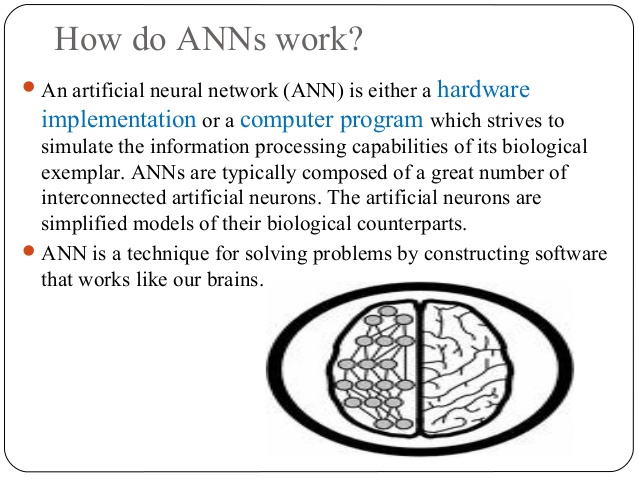 How do ANNs work?
An artificial neural network (ANN) is either a hardware
implementation or a computer program which strives to
simulate the information processing capabilities of its biological
exemplar. ANNs are typically composed of a great number of
interconnected artificial neurons. The artificial neurons are
simplified models of their biological counterparts.
ANN is a technique for solving problems by constructing software
that works like our brains.